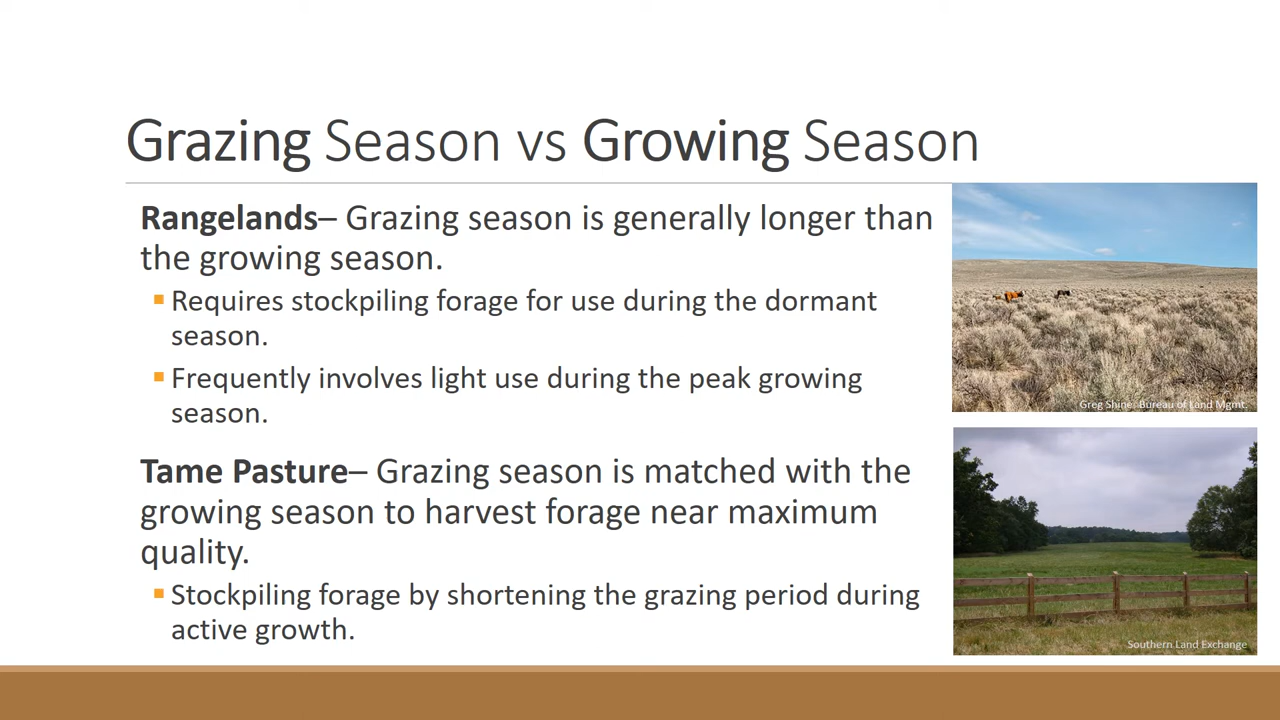 Grazing Season vs Growing Season
Rangelands– Grazing season is generally longer than
the growing season.
Requires stockpiling forage for use during the dormant
season.
Frequently involves light use during the peak growing
season.
Greg Shine, Bureau of Land Mgmt.
Tame Pasture– Grazing season is matched with the
growing season to harvest forage near maximum
quality.
Stockpiling forage by shortening the grazing period during
active growth.
Southern Land Exchange